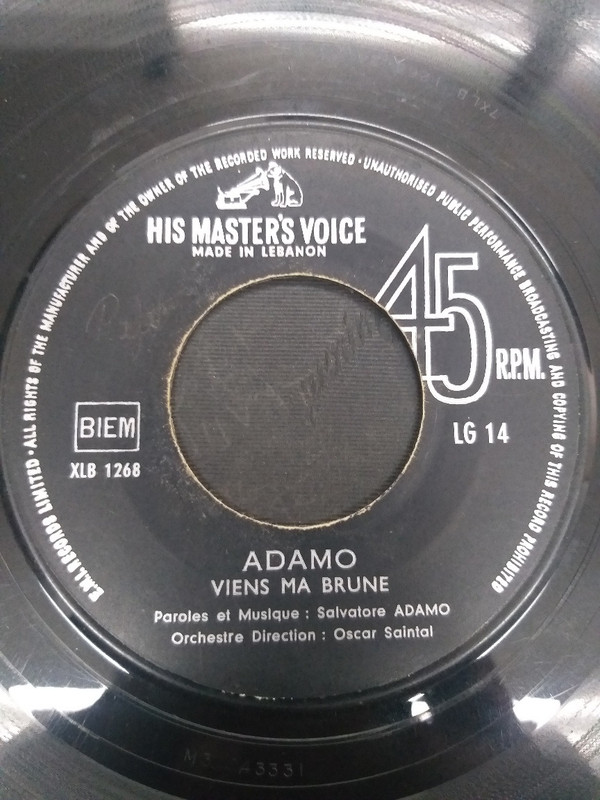 E.M.I. RECORDS LIMITED · ALL RIGHTS OF THE MANUFACTURER AND OF THE OWNER OF THE RECORDED WORK RESERVED · UNAUTHORISED PUBLIC PERFORMANCE BROADCASTING AND COPYING OF THIS RECORD PROHIBITED
HIS MASTER'S VOICE
MADE IN LEBANON
45
R.P.M.
BIEM
LG 14
XLB 1268
ADAMO
VIENS MA BRUNE
Paroles et Musique : Salvatore ADAMO
Orchestre Direction : Oscar Saintal